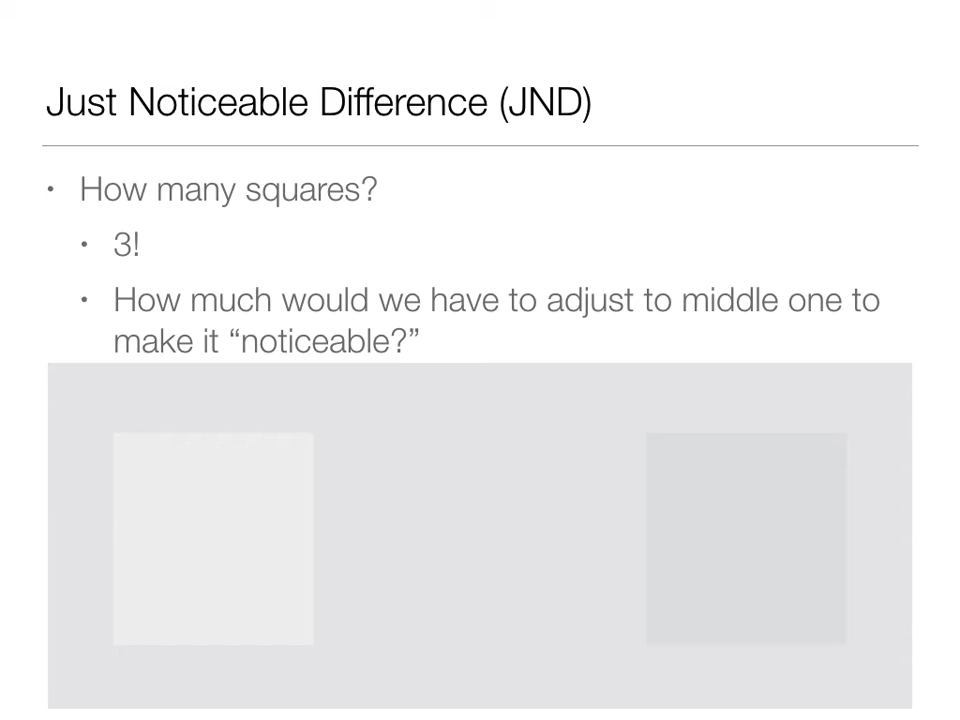 Just Noticeable Difference (JND)
• How many squares?
• 3!
• How much would we have to adjust to middle one to
make it “noticeable?”